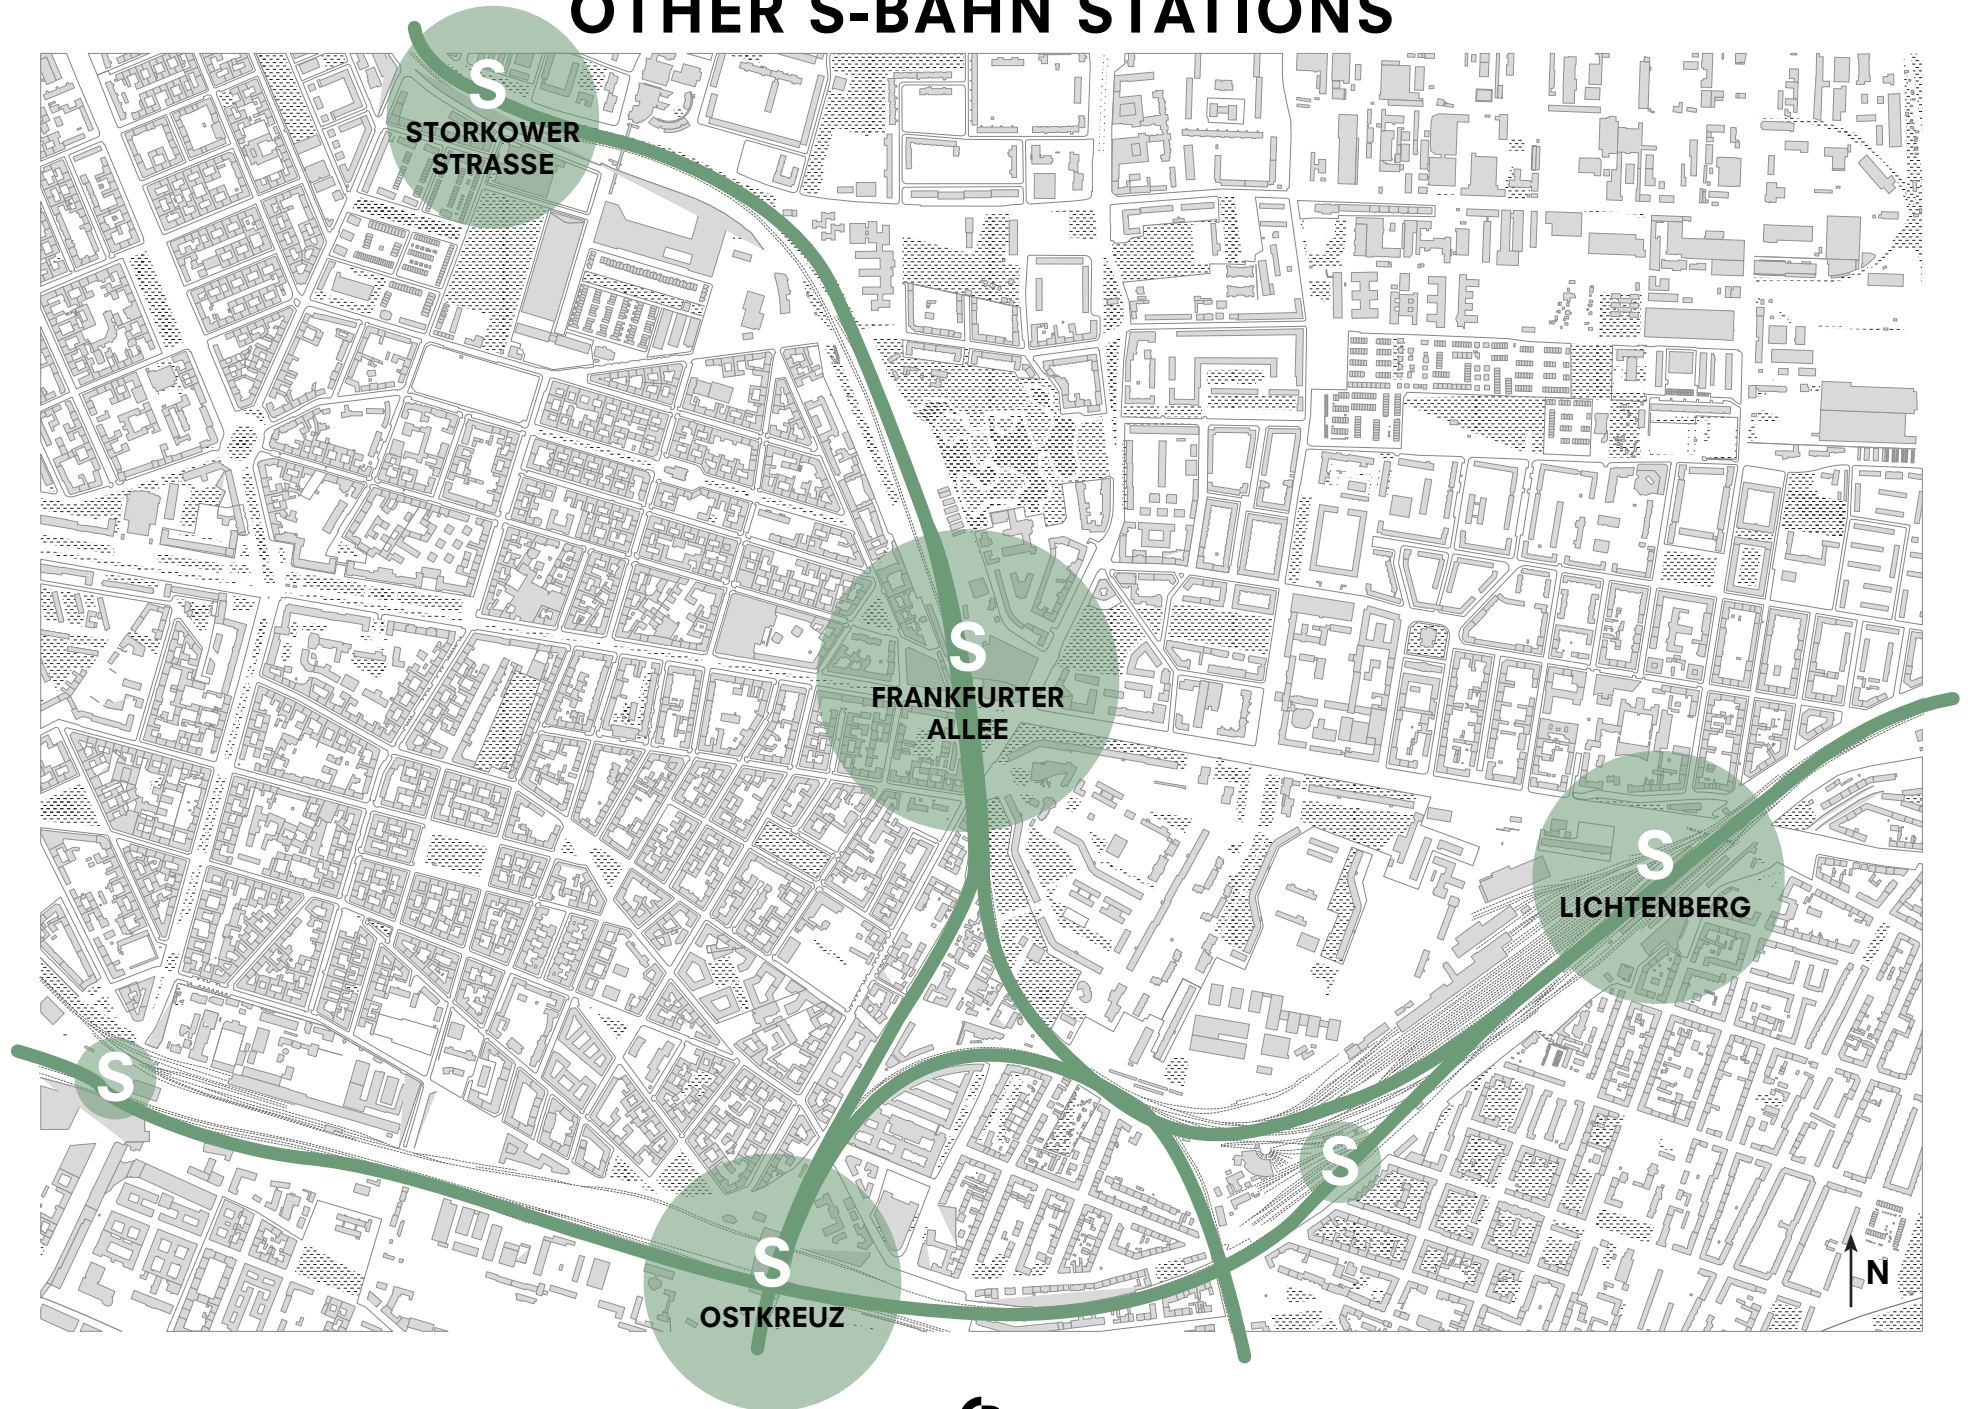 OTHER S-BAHN STATIONS
S
STORKOWER
STRASSE
S
FRANKFURTER
ALLEE
S
LICHTENBERG
S
S
S
OSTKREUZ
N